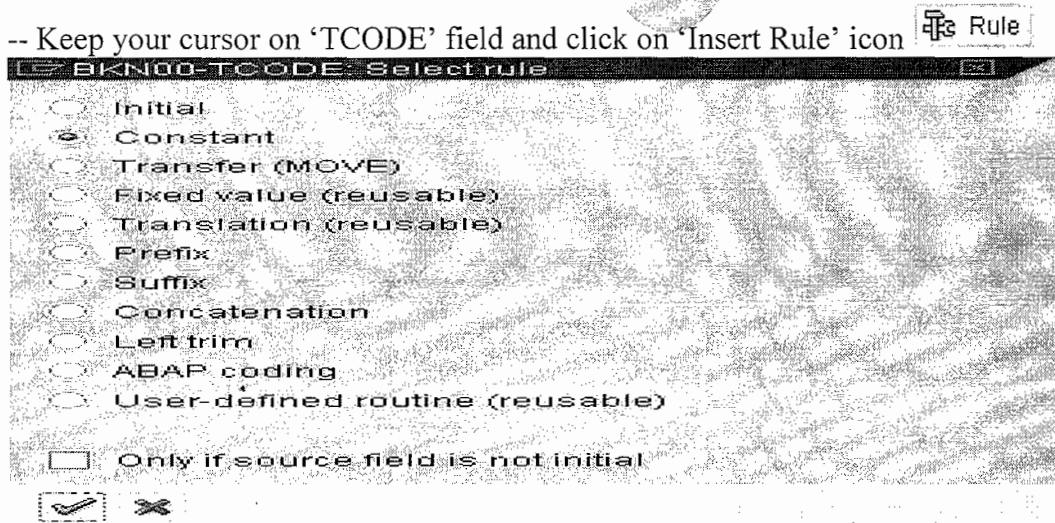 -- Keep your cursor on ‘TCODE’ field and click on ‘Insert Rule’ icon Rule
BKN00-TCODE: Select rule
Initial
Constant
Transfer (MOVE)
Fixed value (reusable)
Translation (reusable)
Prefix
Suffix
Concatenation
Left trim
ABAP coding
User-defined routine (reusable)
Only if source field is not initial